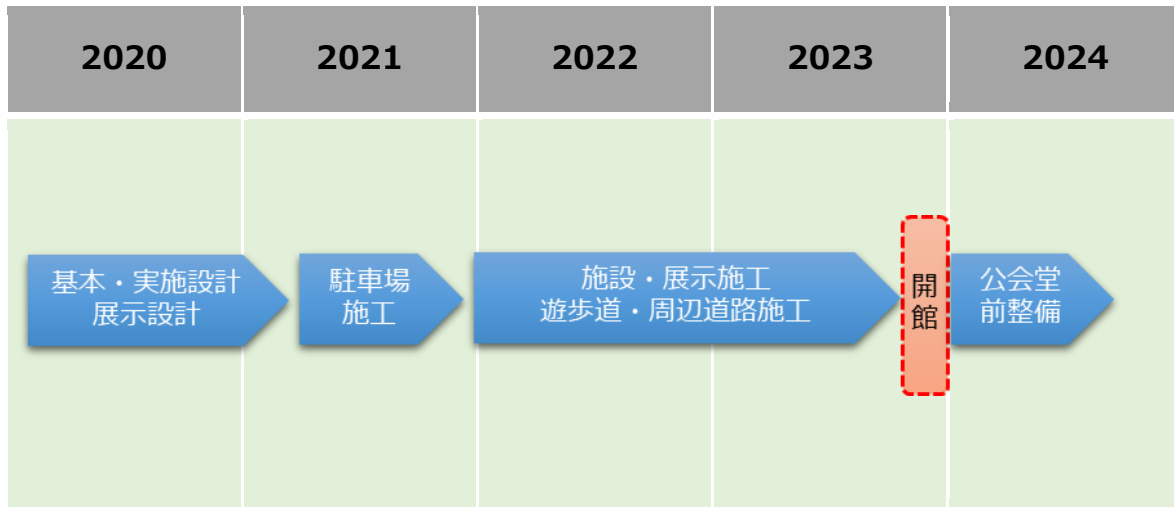 2020
2021
2022
2023
2024
基本・実施設計
展示設計
駐車場
施工
施設・展示施工
遊歩道・周辺道路施工
開
館
公会堂
前整備